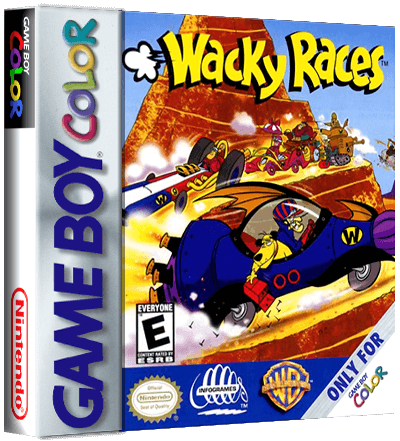 GAME BOY
COLOR
Nintendo
GAME BOY COLOR
Wacky Races™
W
W
EVERYONE
E
CONTENT RATED BY
ESRB
Official
Nintendo
Seal of Quality
INFOGRAMES
WB
ONLY FOR
GAME BOY
COLOR